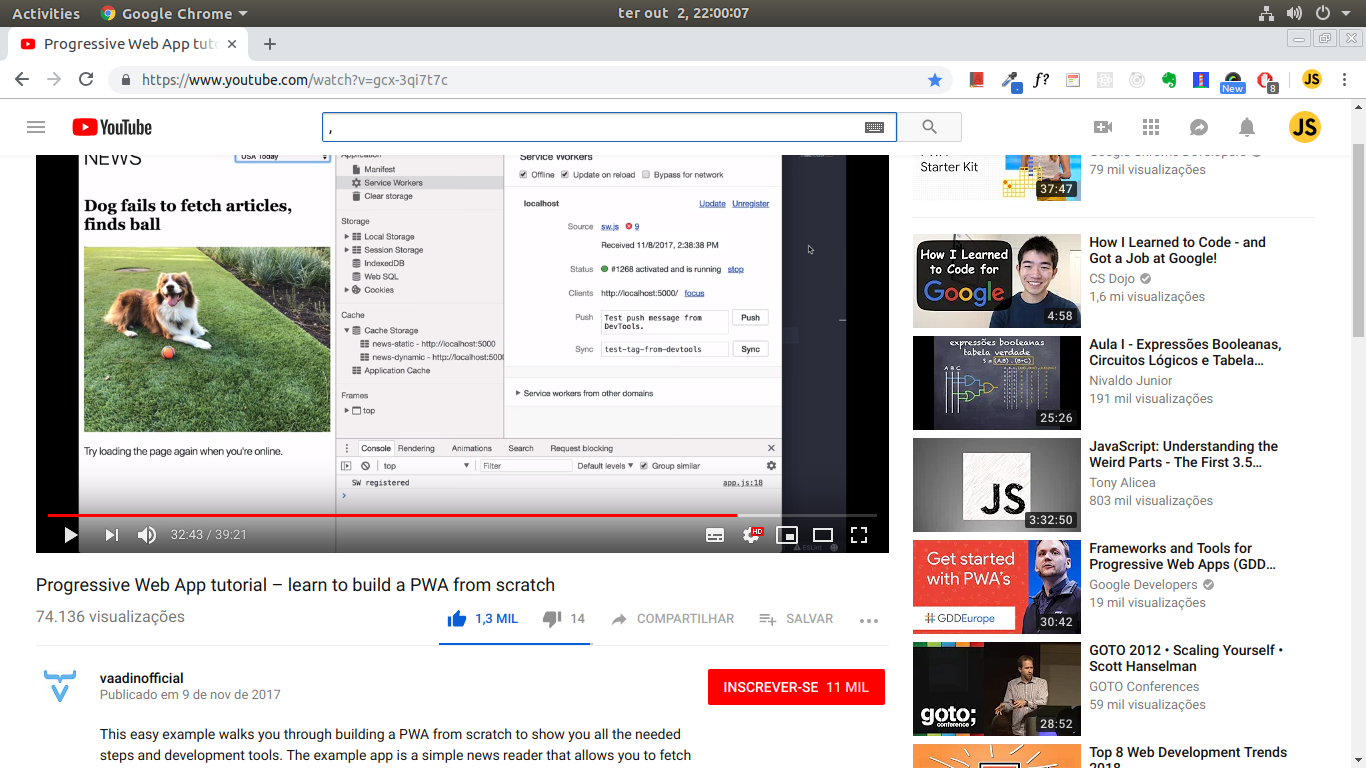 Activities Google Chrome ter out 2, 22:00:07
Progressive Web App tuto
https://www.youtube.com/watch?v=gcx-3qi7t7c
f? New 8 JS
YouTube , JS
NEWS
USA Today
Dog fails to fetch articles,
finds ball
Try loading the page again when you're online.
Application
Manifest
Service Workers
Clear storage
Storage
Local Storage
Session Storage
IndexedDB
Web SQL
Cookies
Cache
Cache Storage
news-static - http://localhost:5000
news-dynamic - http://localhost:500
Application Cache
Frames
top
Service Workers
Offline Update on reload Bypass for network
localhost Update Unregister
Source sw.js 9
Received 11/8/2017, 2:38:38 PM
Status #1268 activated and is running stop
Clients http://localhost:5000/ focus
Push Test push message from
DevTools. Push
Sync test-tag-from-devtools Sync
Service workers from other domains
Console Rendering Animations Search Request blocking
top Filter Default levels Group similar
SW registered app.js:18
ESLint
32:43 / 39:21 HD
Progressive Web App tutorial – learn to build a PWA from scratch
74.136 visualizações
1,3 MIL 14 COMPARTILHAR SALVAR
vaadinofficial
Publicado em 9 de nov de 2017
INSCREVER-SE 11 MIL
This easy example walks you through building a PWA from scratch to show you all the needed
steps and development tools. The example app is a simple news reader that allows you to fetch
Starter Kit
37:47
Google Chrome Developers
79 mil visualizações
How I Learned
to Code for
Google
4:58
How I Learned to Code - and
Got a Job at Google!
CS Dojo
1,6 mi visualizações
expressões booleanas
tabela verdade
A B C
25:26
Aula I - Expressões Booleanas,
Circuitos Lógicos e Tabela...
Nivaldo Junior
191 mil visualizações
JS
3:32:50
JavaScript: Understanding the
Weird Parts - The First 3.5...
Tony Alicea
803 mil visualizações
Get started
with PWA's
#GDDEurope
30:42
Frameworks and Tools for
Progressive Web Apps (GDD...
Google Developers
19 mil visualizações
goto;
conference
28:52
GOTO 2012 • Scaling Yourself •
Scott Hanselman
GOTO Conferences
59 mil visualizações
Top 8 Web Development Trends
2018